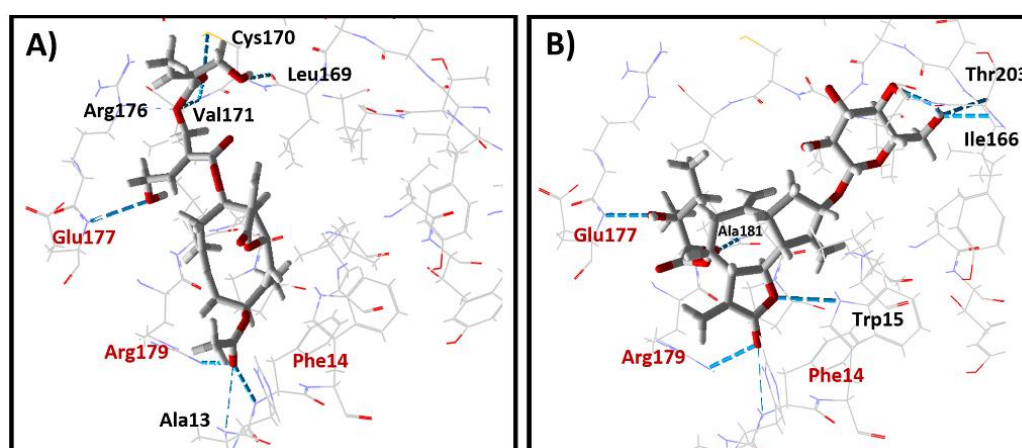 A)
Cys170
Leu169
Arg176
Val171
Glu177
Arg179
Phe14
Ala13
B)
Thr203
Ile166
Glu177
Ala181
Trp15
Arg179
Phe14